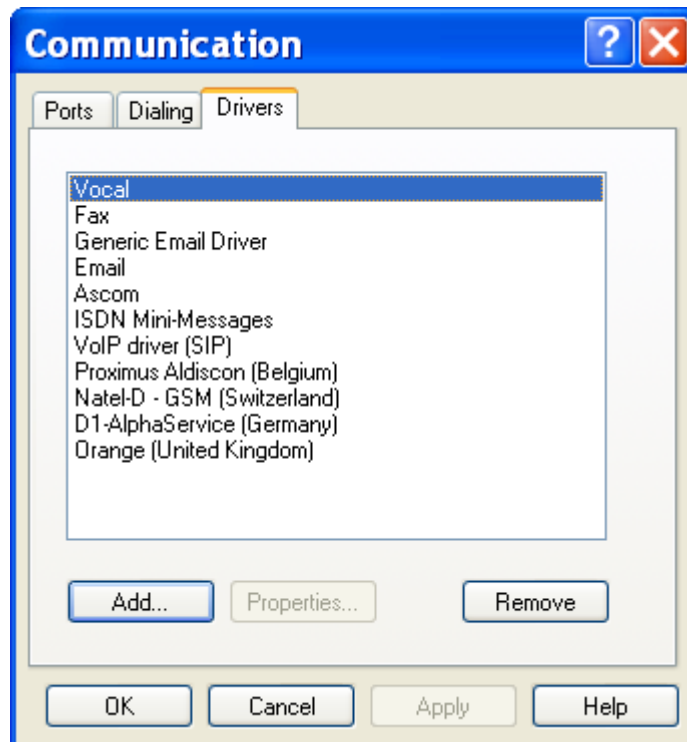 Communication
Ports Dialing Drivers
Vocal
Fax
Generic Email Driver
Email
Ascom
ISDN Mini-Messages
VoIP driver (SIP)
Proximus Aldiscon (Belgium)
Natel-D - GSM (Switzerland)
D1-AlphaService (Germany)
Orange (United Kingdom)
Add... Properties... Remove
OK Cancel Apply Help